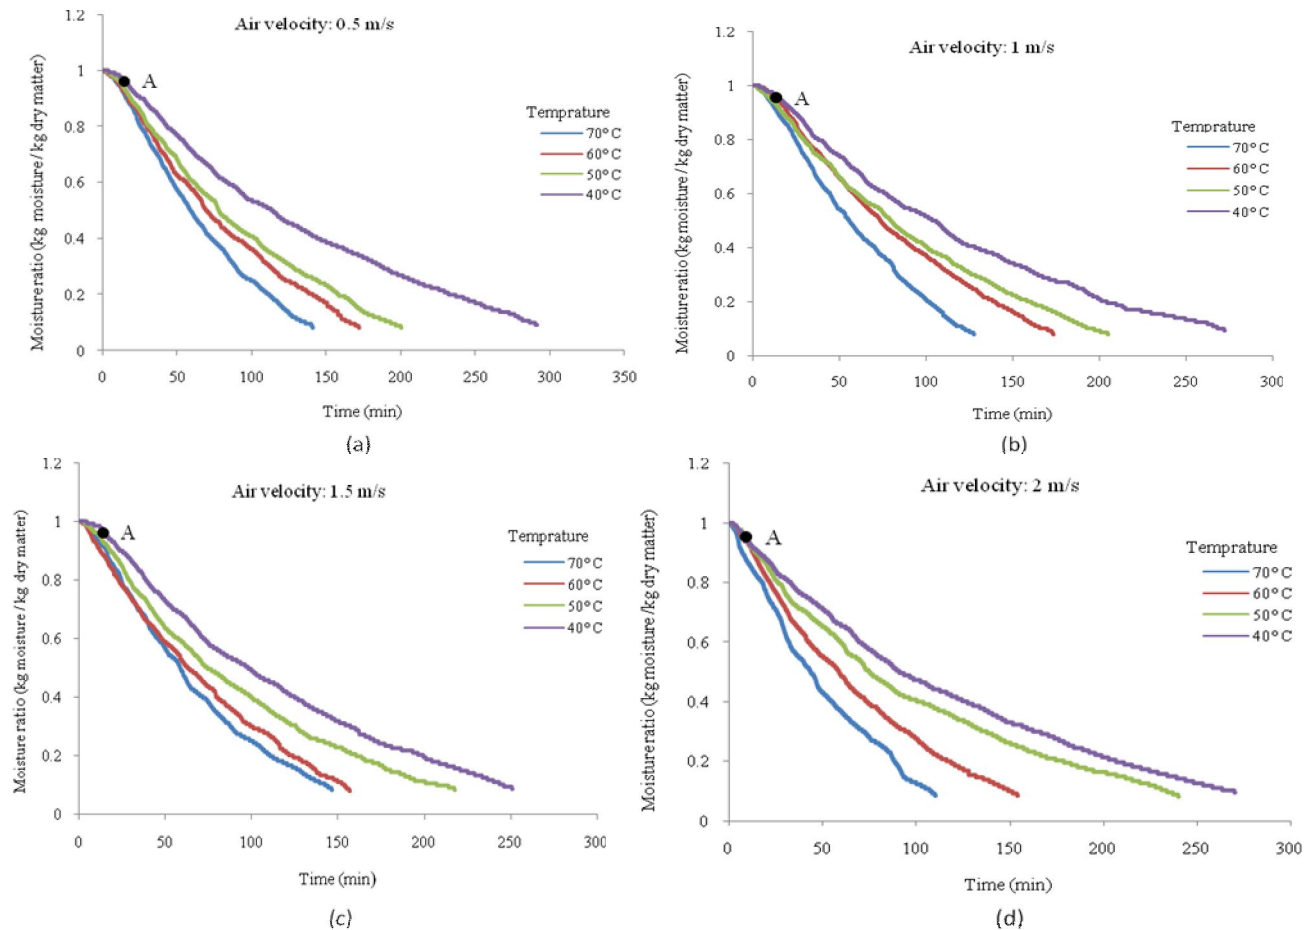 Air velocity: 0.5 m/s
1.2
1
0.8
0.6
0.4
0.2
0
Moisture ratio (kg moisture / kg dry matter)
A
Temprature
70°C
60°C
50°C
40°C
0 50 100 150 200 250 300 350
Time (min)
(a)
Air velocity: 1 m/s
1.2
1
0.8
0.6
0.4
0.2
0
Moisture ratio (kg moisture / kg dry matter)
A
Temprature
70°C
60°C
50°C
40°C
0 50 100 150 200 250 300
Time (min)
(b)
Air velocity: 1.5 m/s
1.2
1
0.8
0.6
0.4
0.2
0
Moisture ratio (kg moisture / kg dry matter)
A
Temprature
70°C
60°C
50°C
40°C
0 50 100 150 200 250 300
Time (min)
(c)
Air velocity: 2 m/s
1.2
1
0.8
0.6
0.4
0.2
0
Moisture ratio (kg moisture / kg dry matter)
A
Temprature
70°C
60°C
50°C
40°C
0 50 100 150 200 250 300
Time (min)
(d)